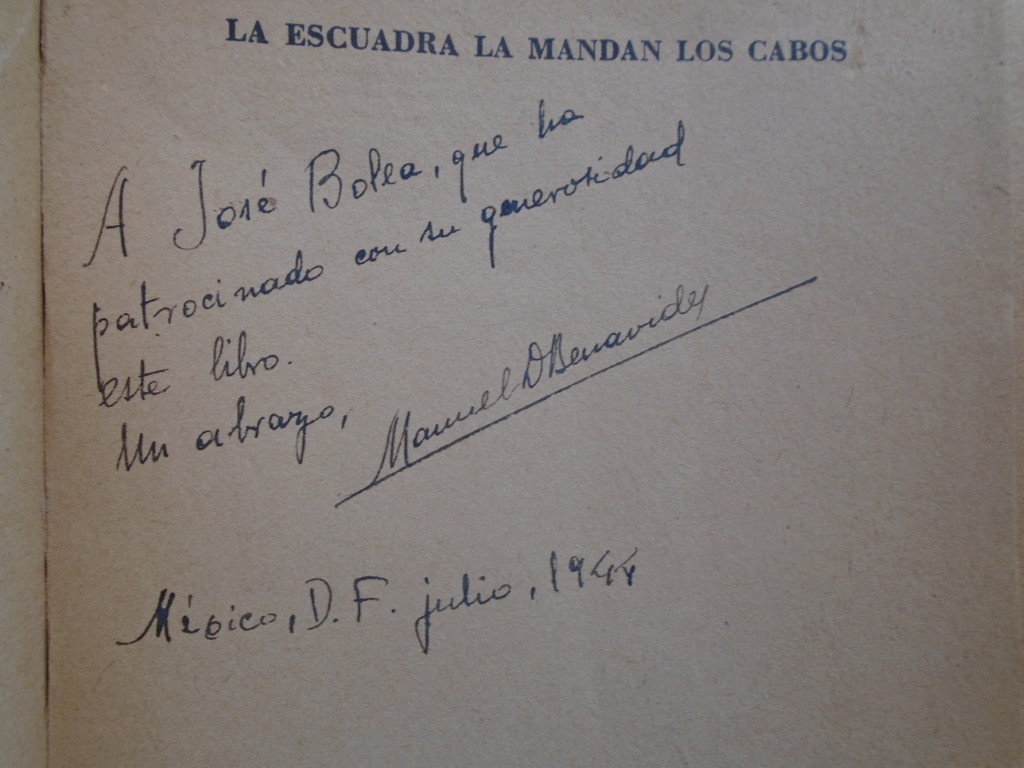 LA ESCUADRA LA MANDAN LOS CABOS
A José Bolea, que ha
patrocinado con su generosidad
este libro.
Un abrazo,
Manuel D Benavides
México, D. F. julio, 1944